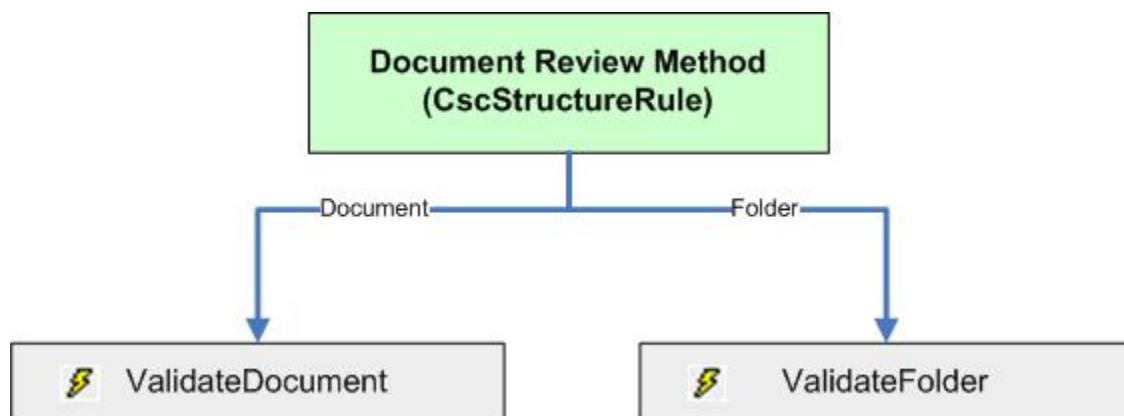 Document Review Method
(CscStructureRule)
Document
Folder
ValidateDocument
ValidateFolder